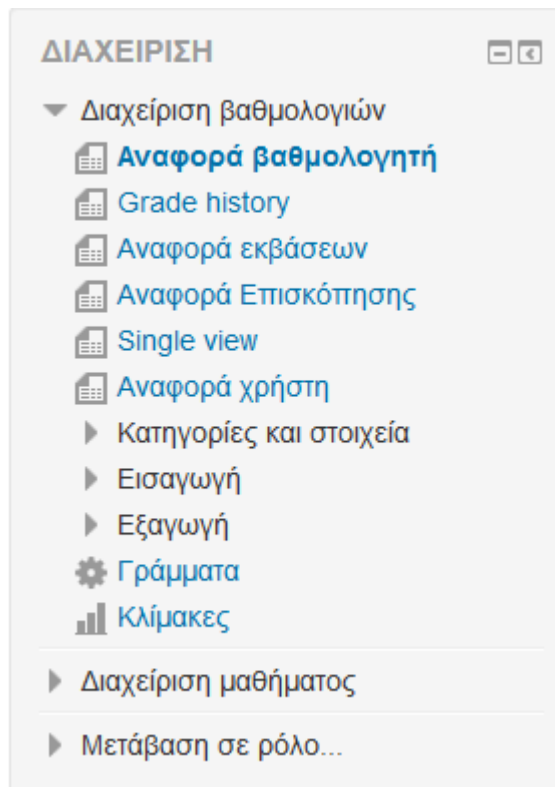 ΔΙΑΧΕΙΡΙΣΗ
Διαχείριση βαθμολογιών
Αναφορά βαθμολογητή
Grade history
Αναφορά εκβάσεων
Αναφορά Επισκόπησης
Single view
Αναφορά χρήστη
Κατηγορίες και στοιχεία
Εισαγωγή
Εξαγωγή
Γράμματα
Κλίμακες
Διαχείριση μαθήματος
Μετάβαση σε ρόλο...